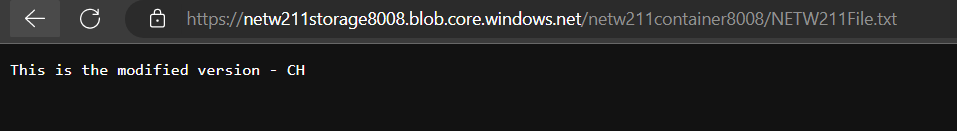 https://netw211storage8008.blob.core.windows.net/netw211container8008/NETW211File.txt
This is the modified version - CH